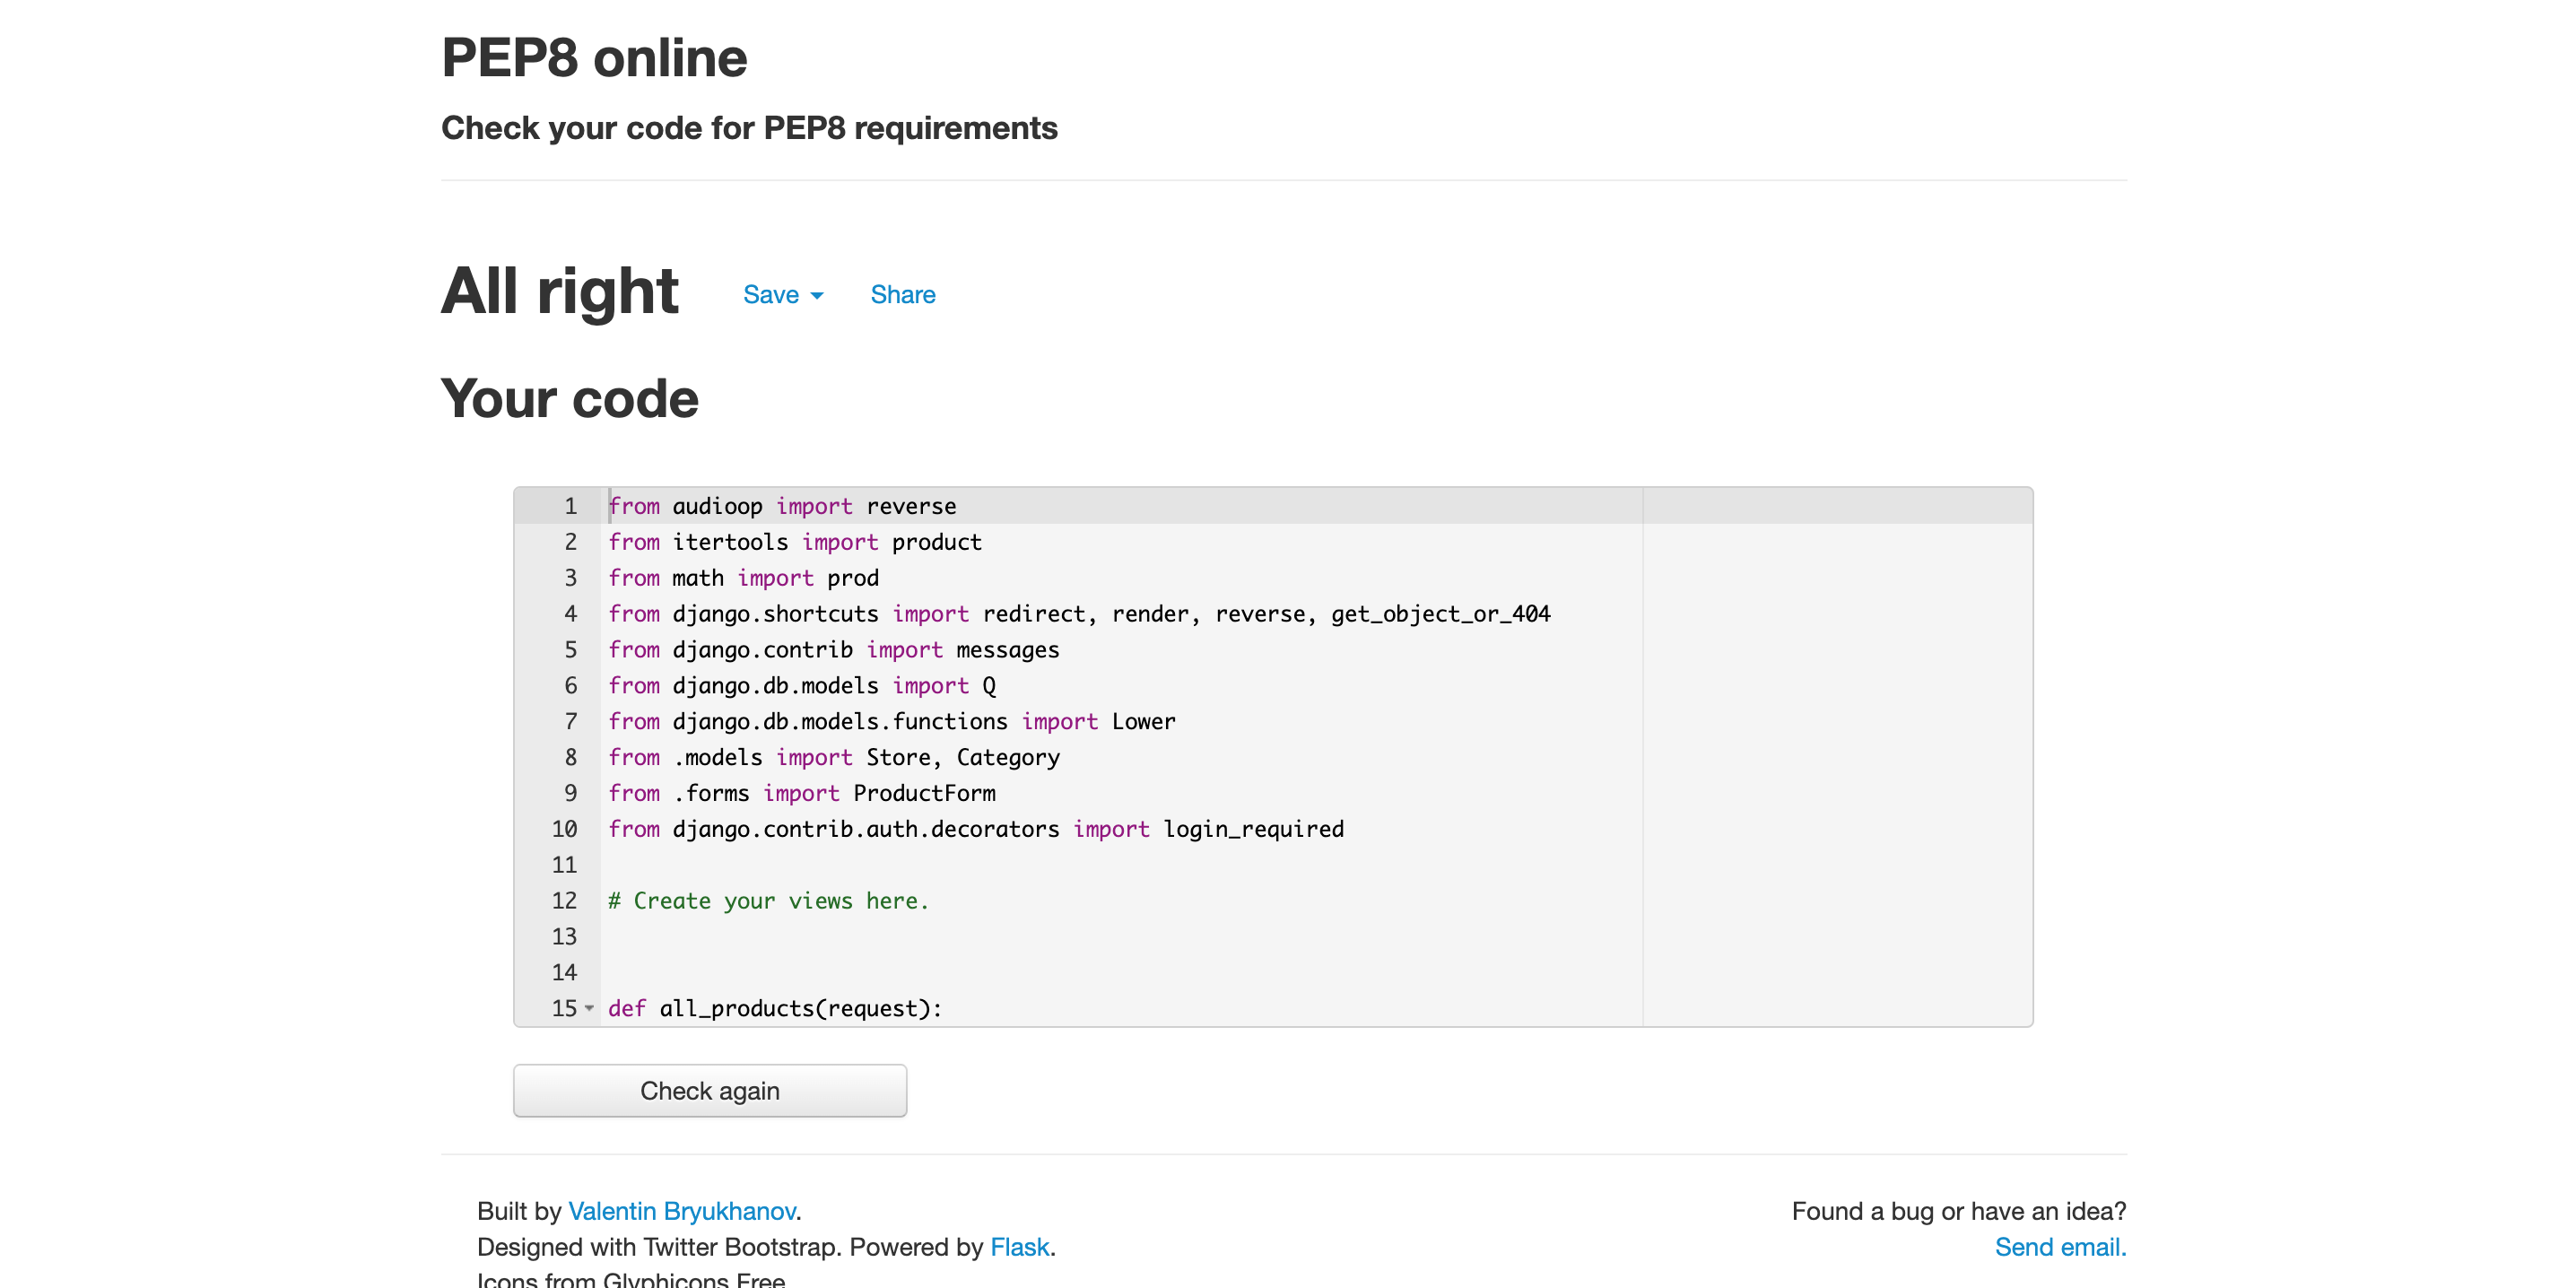 PEP8 online
Check your code for PEP8 requirements
All right Save Share
Your code
1 from audioop import reverse
2 from itertools import product
3 from math import prod
4 from django.shortcuts import redirect, render, reverse, get_object_or_404
5 from django.contrib import messages
6 from django.db.models import Q
7 from django.db.models.functions import Lower
8 from .models import Store, Category
9 from .forms import ProductForm
10 from django.contrib.auth.decorators import login_required
11
12 # Create your views here.
13
14
15 def all_products(request):
Check again
Built by Valentin Bryukhanov.
Designed with Twitter Bootstrap. Powered by Flask.
Icons from Glyphicons Free
Found a bug or have an idea?
Send email.